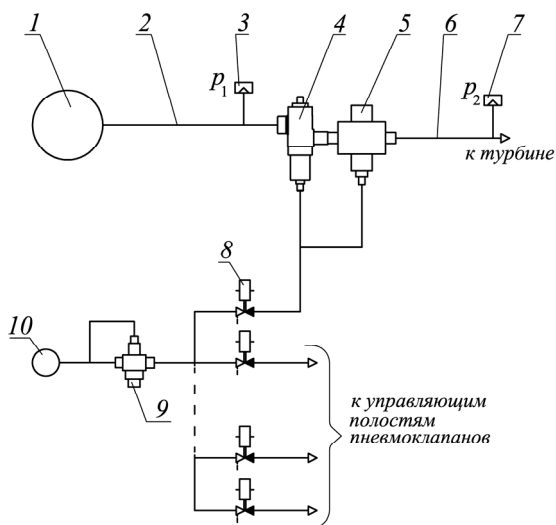 1
2
3
4
5
6
7
p₁
p₂
к турбине
8
10
9
к управляющим
полостям
пневмоклапанов